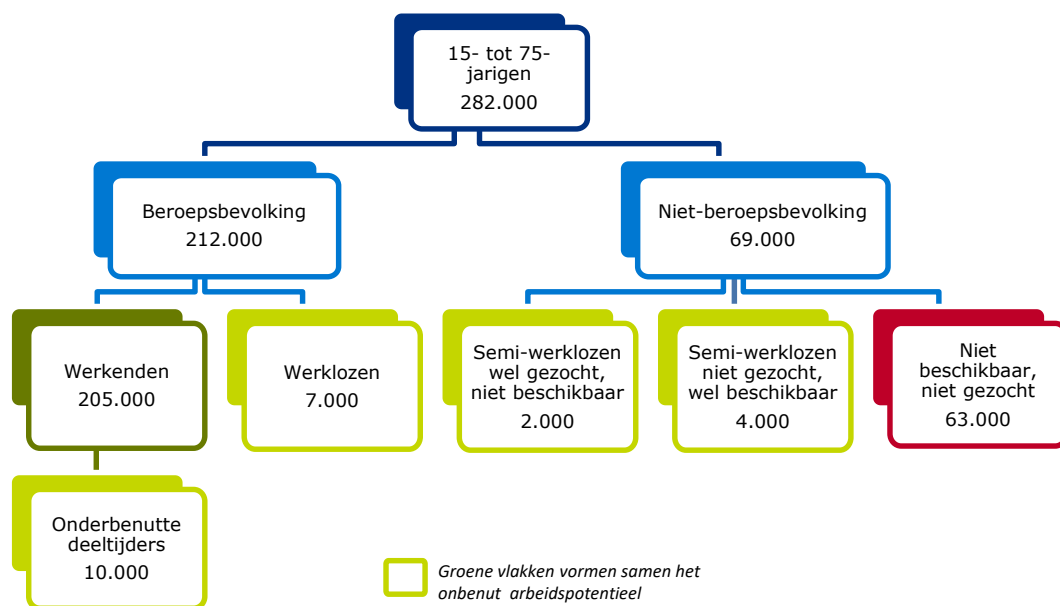 15- tot 75-
jarigen
282.000
Beroepsbevolking
212.000
Niet-beroepsbevolking
69.000
Werkenden
205.000
Werklozen
7.000
Semi-werklozen
wel gezocht,
niet beschikbaar
2.000
Semi-werklozen
niet gezocht,
wel beschikbaar
4.000
Niet
beschikbaar,
niet gezocht
63.000
Onderbenutte
deeltijders
10.000
Groene vlakken vormen samen het
onbenut arbeidspotentieel